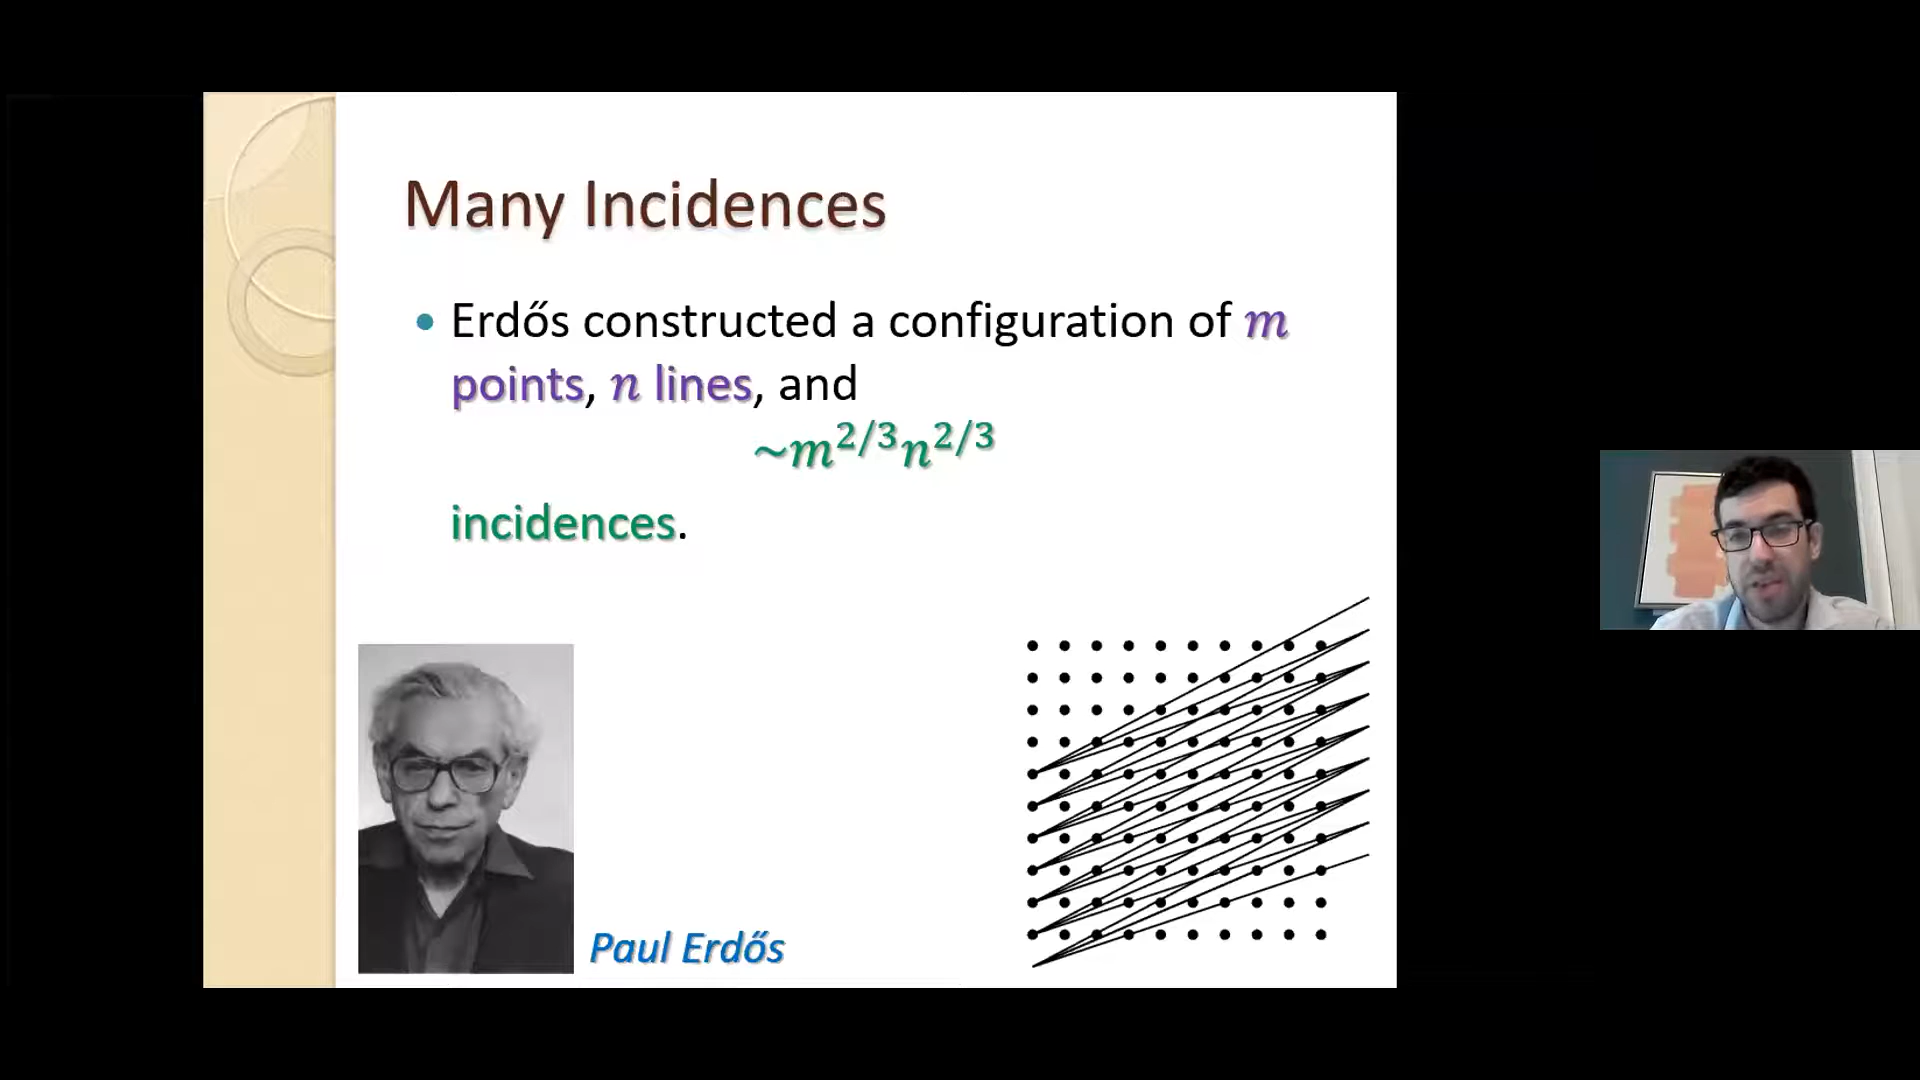 Many Incidences
• Erdős constructed a configuration of m
points, n lines, and
~m^{2/3}n^{2/3}
incidences.
Paul Erdős